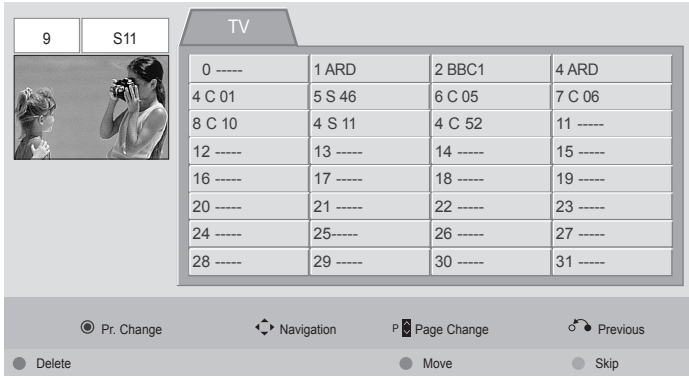 9 S11
TV
0 ----- 1 ARD 2 BBC1 4 ARD
4 C 01 5 S 46 6 C 05 7 C 06
8 C 10 4 S 11 4 C 52 11 -----
12 ----- 13 ----- 14 ----- 15 -----
16 ----- 17 ----- 18 ----- 19 -----
20 ----- 21 ----- 22 ----- 23 -----
24 ----- 25----- 26 ----- 27 -----
28 ----- 29 ----- 30 ----- 31 -----
Pr. Change Navigation P Page Change Previous
Delete Move Skip